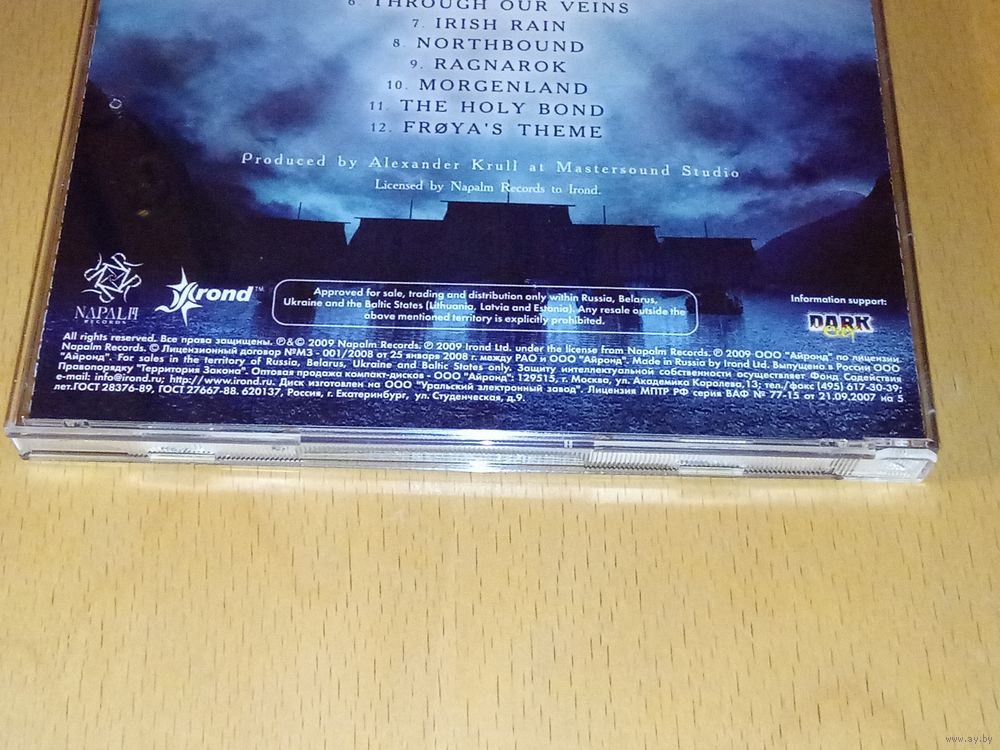 6. THROUGH OUR VEINS
7. IRISH RAIN
8. NORTHBOUND
9. RAGNAROK
10. MORGENLAND
11. THE HOLY BOND
12. FRØYA'S THEME
Produced by Alexander Krull at Mastersound Studio
Licensed by Napalm Records to Irond.
NAPALM
RECORDS
Irond™
Approved for sale, trading and distribution only within Russia, Belarus,
Ukraine and the Baltic States (Lithuania, Latvia and Estonia). Any resale outside the
above mentioned territory is explicitly prohibited.
Information support:
DARK
City
All rights reserved. Все права защищены. ℗&© 2009 Napalm Records. ℗ 2009 Irond Ltd. under the license from Napalm Records. ℗ 2009 ООО "Айронд" по лицензии
Napalm Records. © Лицензионный договор №МЗ - 001/2008 от 25 января 2008 г. между РАО и ООО "Айронд". Made in Russia by Irond Ltd. Выпущено в России ООО
"Айронд". For sales in the territory of Russia, Belarus, Ukraine and Baltic States only. Защиту интеллектуальной собственности осуществляет Фонд Содействия
Правопорядку "Территория Закона". Оптовая продажа компакт-дисков - ООО "Айронд": 129515, г. Москва, ул. Академика Королева,13; тел./факс (495) 617-30-39;
e-mail: info@irond.ru; http://www.irond.ru. Диск изготовлен на ООО "Уральский электронный завод". Лицензия МПТР РФ серия ВАФ № 77-15 от 21.09.2007 на 5
лет.ГОСТ 28376-89, ГОСТ 27667-88. 620137, Россия, г. Екатеринбург, ул. Студенческая, д.9.
www.ay.by